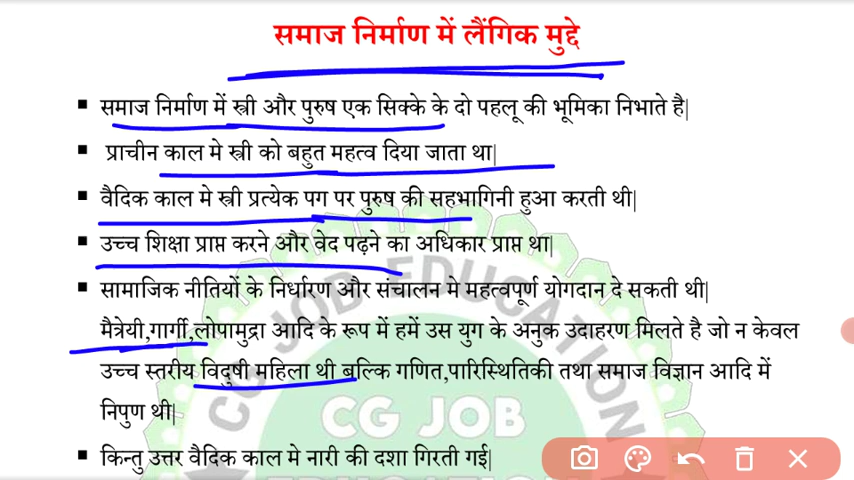 समाज निर्माण में लैंगिक मुद्दे
▪ समाज निर्माण में स्त्री और पुरुष एक सिक्के के दो पहलू की भूमिका निभाते है|
▪ प्राचीन काल मे स्त्री को बहुत महत्व दिया जाता था|
▪ वैदिक काल मे स्त्री प्रत्येक पग पर पुरुष की सहभागिनी हुआ करती थी|
▪ उच्च शिक्षा प्राप्त करने और वेद पढ़ने का अधिकार प्राप्त था|
▪ सामाजिक नीतियों के निर्धारण और संचालन मे महत्वपूर्ण योगदान दे सकती थी|
मैत्रेयी,गार्गी,लोपामुद्रा आदि के रूप में हमें उस युग के अनुक उदाहरण मिलते है जो न केवल
उच्च स्तरीय विदुषी महिला थी बल्कि गणित,पारिस्थितिकी तथा समाज विज्ञान आदि में
निपुण थी|
▪ किन्तु उत्तर वैदिक काल मे नारी की दशा गिरती गई|
CG JOB EDUCATION
CG JOB